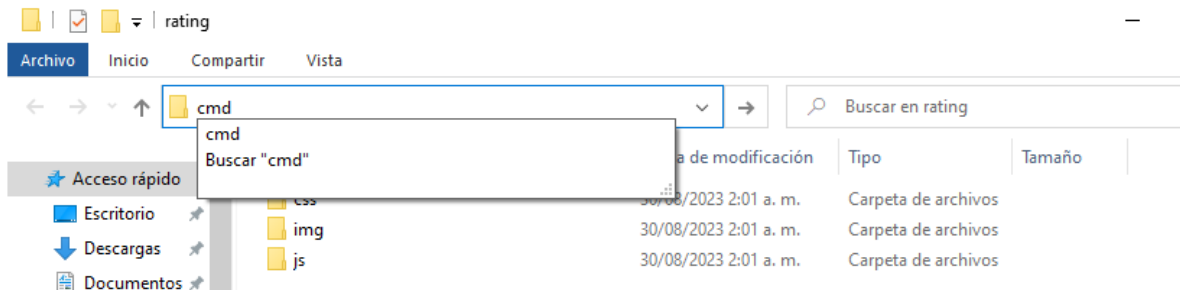 rating
Archivo Inicio Compartir Vista
cmd Buscar en rating
cmd
Buscar "cmd"
a de modificación Tipo Tamaño
Acceso rápido
css 30/08/2023 2:01 a. m. Carpeta de archivos
Escritorio
img 30/08/2023 2:01 a. m. Carpeta de archivos
Descargas
js 30/08/2023 2:01 a. m. Carpeta de archivos
Documentos